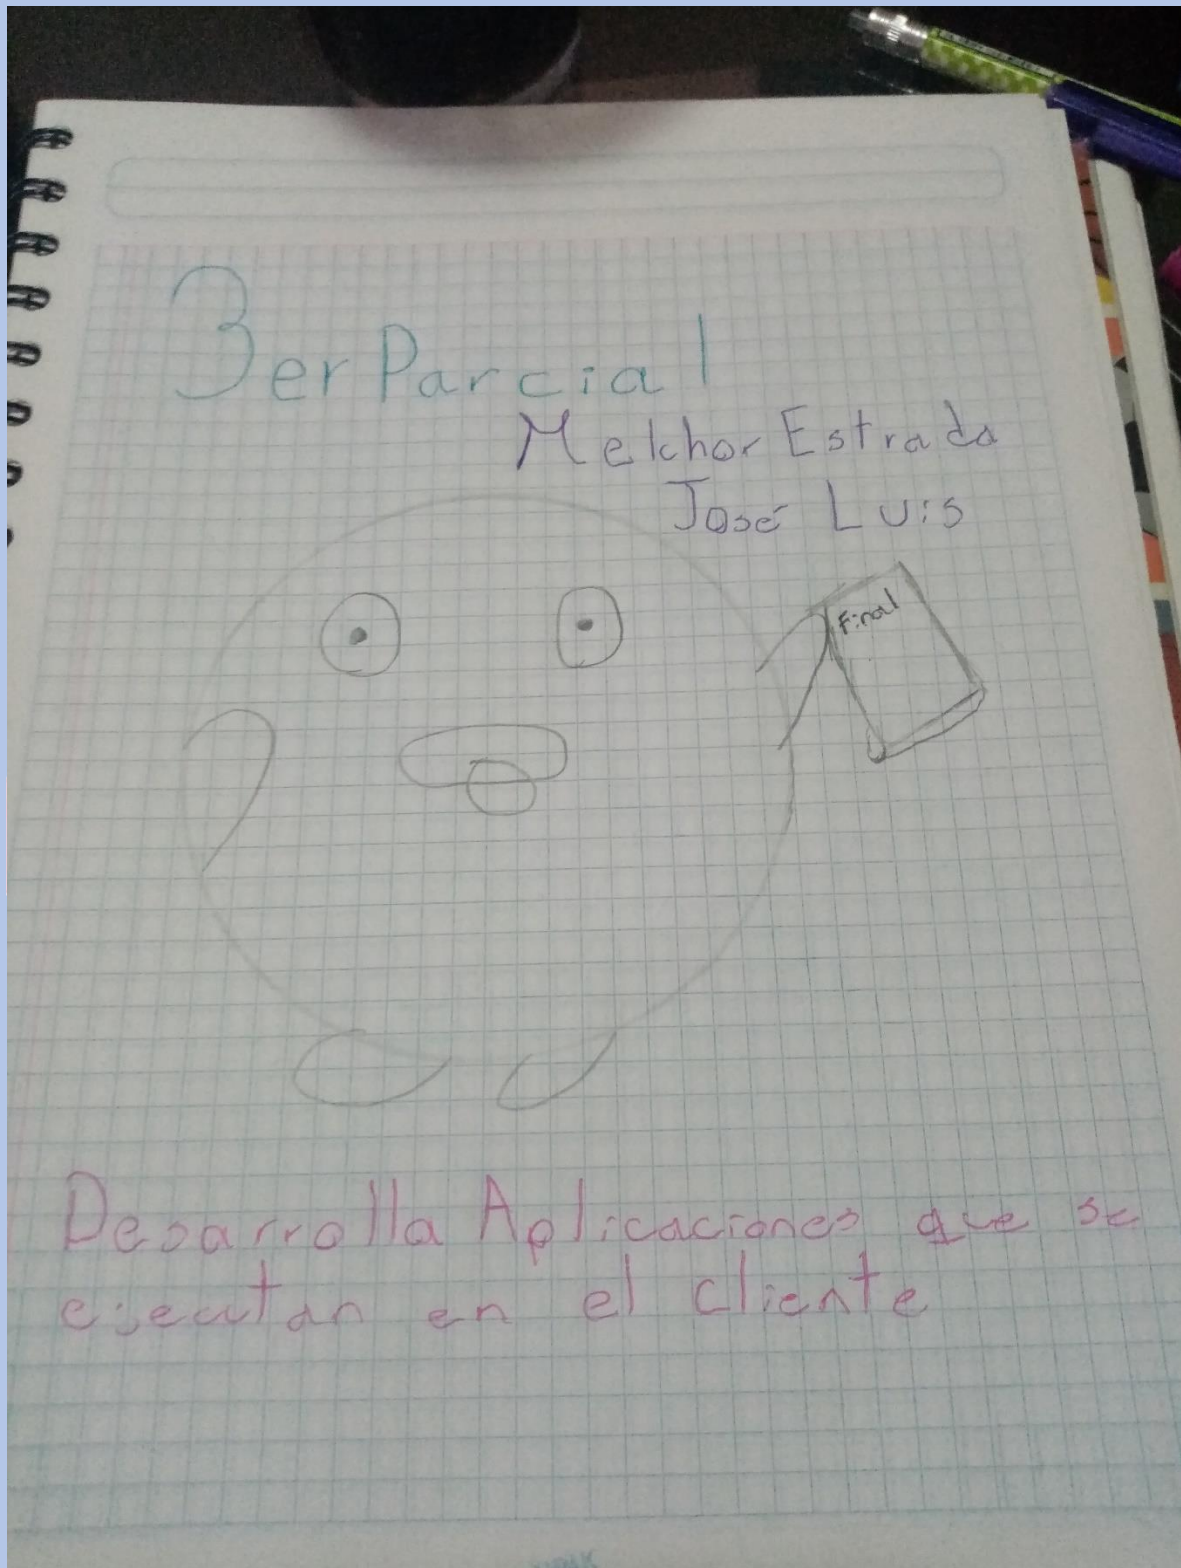 3er Parcial
Melchor Estrada
José Luis
Final
Desarrolla Aplicaciones que se
ejecutan en el cliente